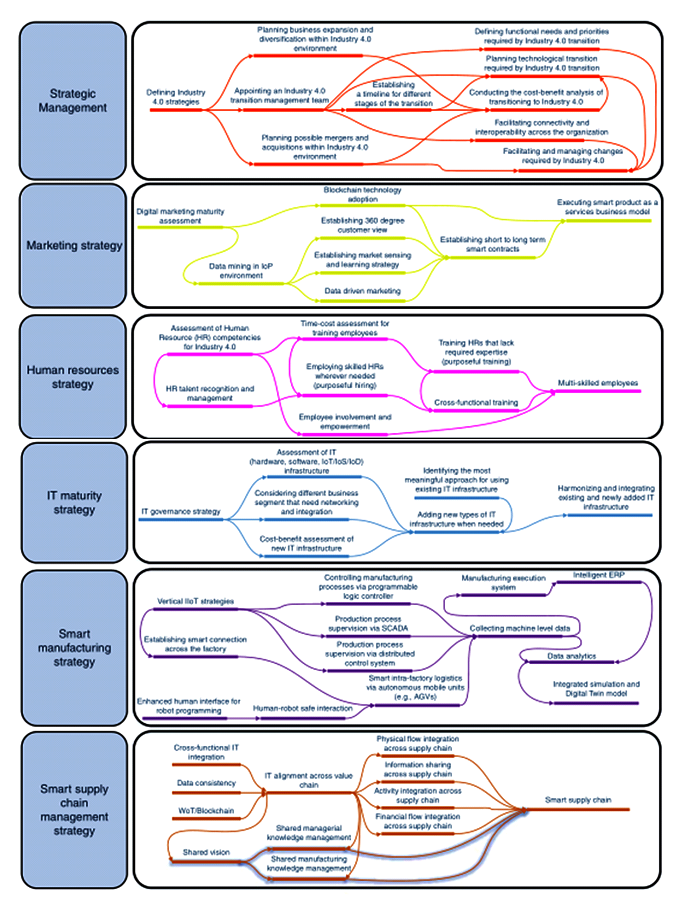 Strategic
Management
Planning business expansion and
diversification within Industry 4.0
environment
Defining Industry
4.0 strategies
Appointing an Industry 4.0
transition management team
Establishing
a timeline for different
stages of the transition
Planning possible mergers and
acquisitions within Industry 4.0
environment
Defining functional needs and priorities
required by Industry 4.0 transition
Planning technological transition
required by Industry 4.0 transition
Conducting the cost-benefit analysis of
transitioning to Industry 4.0
Facilitating connectivity and
interoperability across the organization
Facilitating and managing changes
required by Industry 4.0
Marketing strategy
Digital marketing maturity
assessment
Data mining in IoP
environment
Blockchain technology
adoption
Establishing 360 degree
customer view
Establishing market sensing
and learning strategy
Data driven marketing
Establishing short to long term
smart contracts
Executing smart product as a
services business model
Human resources
strategy
Assessment of Human
Resource (HR) competencies
for Industry 4.0
HR talent recognition and
management
Time-cost assessment for
training employees
Employing skilled HRs
wherever needed
(purposeful hiring)
Employee involvement and
empowerment
Training HRs that lack
required expertise
(purposeful training)
Cross-functional training
Multi-skilled employees
IT maturity
strategy
IT governance strategy
Assessment of IT
(hardware, software, IoT/IoS/IoD)
infrastructure
Considering different business
segment that need networking
and integration
Cost-benefit assessment of
new IT infrastructure
Identifying the most
meaningful approach for using
existing IT infrastructure
Adding new types of IT
infrastructure when needed
Harmonizing and integrating
existing and newly added IT
infrastructure
Smart
manufacturing
strategy
Vertical IIoT strategies
Establishing smart connection
across the factory
Enhanced human interface for
robot programming
Human-robot safe interaction
Controlling manufacturing
processes via programmable
logic controller
Production process
supervision via SCADA
Production process
supervision via distributed
control system
Smart intra-factory logistics
via autonomous mobile units
(e.g., AGVs)
Manufacturing execution
system
Intelligent ERP
Collecting machine level data
Data analytics
Integrated simulation and
Digital Twin model
Smart supply
chain
management
strategy
Cross-functional IT
integration
Data consistency
WoT/Blockchain
Shared vision
IT alignment across value
chain
Shared managerial
knowledge management
Shared manufacturing
knowledge management
Physical flow integration
across supply chain
Information sharing
across supply chain
Activity integration across
supply chain
Financial flow integration
across supply chain
Smart supply chain